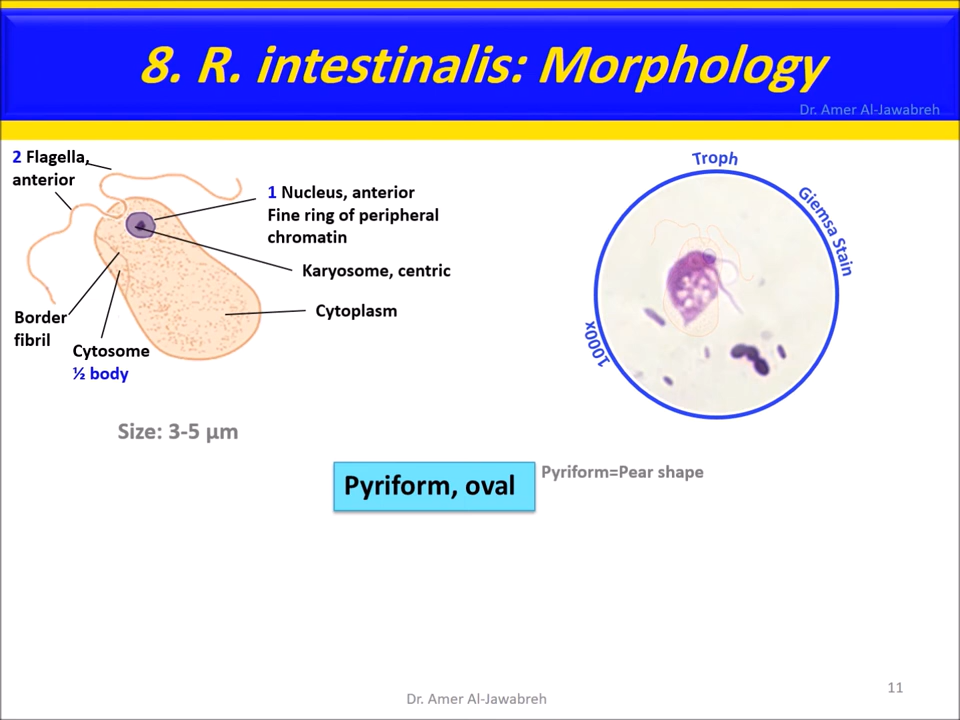 8. R. intestinalis: Morphology
Dr. Amer Al-Jawabreh
2 Flagella,
anterior
1 Nucleus, anterior
Fine ring of peripheral
chromatin
Karyosome, centric
Cytoplasm
Border
fibril
Cytosome
½ body
Size: 3-5 µm
Troph
Giemsa Stain
1000x
Pyriform, oval
Pyriform=Pear shape
Dr. Amer Al-Jawabreh
11